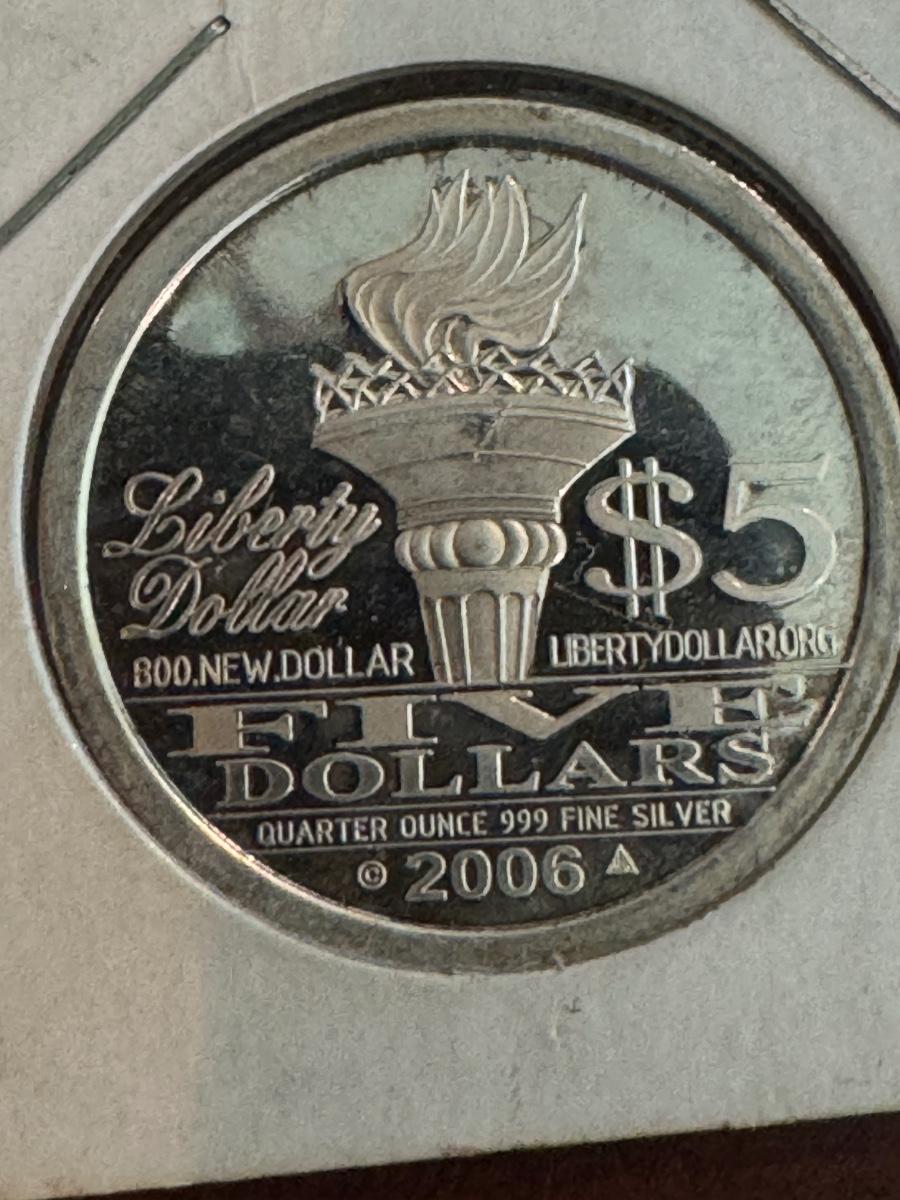 Liberty
Dollar
$5
800.NEW.DOLLAR
LIBERTYDOLLAR.ORG
FIVE
DOLLARS
QUARTER OUNCE 999 FINE SILVER
© 2006